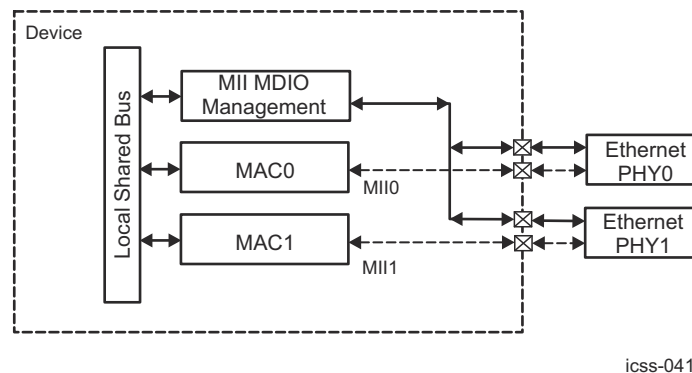 Device
Local Shared Bus
MII MDIO
Management
MAC0
MII0
MAC1
MII1
Ethernet
PHY0
Ethernet
PHY1
icss-041